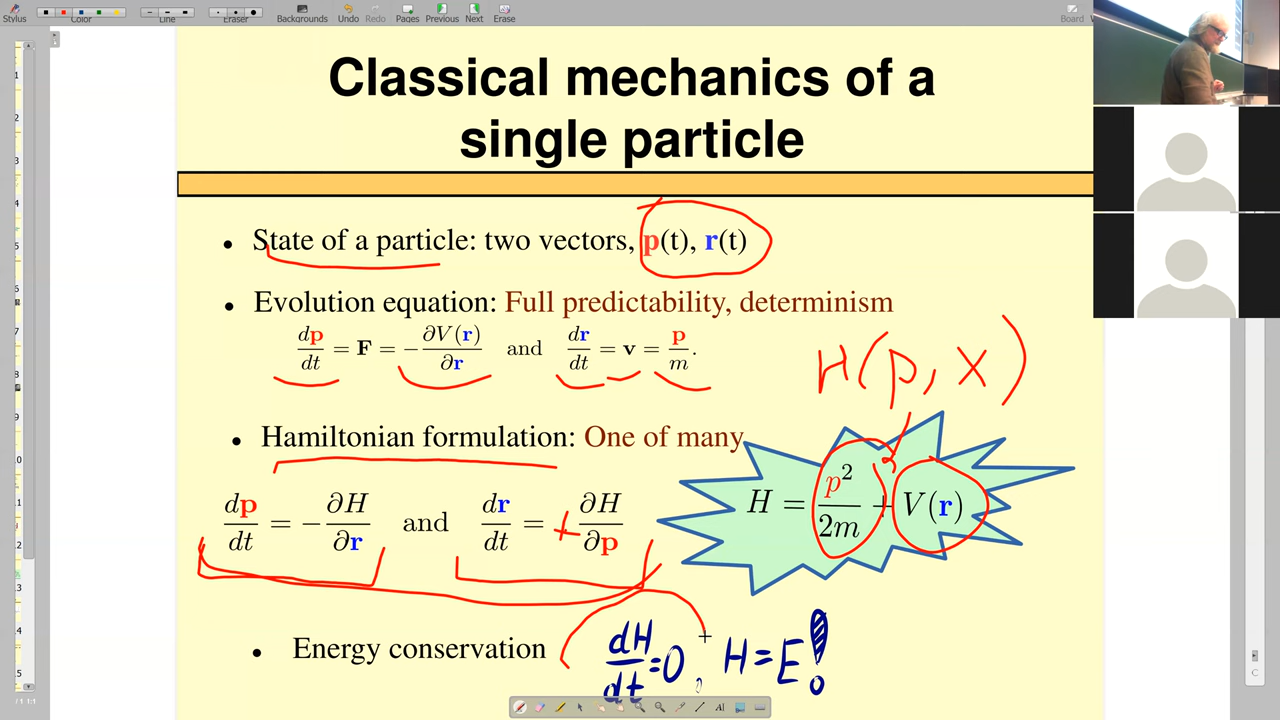 Stylus Color Line Eraser Backgrounds Undo Redo Pages Previous Next Erase Board
Classical mechanics of a
single particle
• State of a particle: two vectors, p(t), r(t)
• Evolution equation: Full predictability, determinism
dp/dt = F = −∂V(r)/∂r and dr/dt = v = p/m.
H(p, x)
• Hamiltonian formulation: One of many
dp/dt = −∂H/∂r and dr/dt = +∂H/∂p
H = p²/2m + V(r)
• Energy conservation dH/dt = 0, H = E!